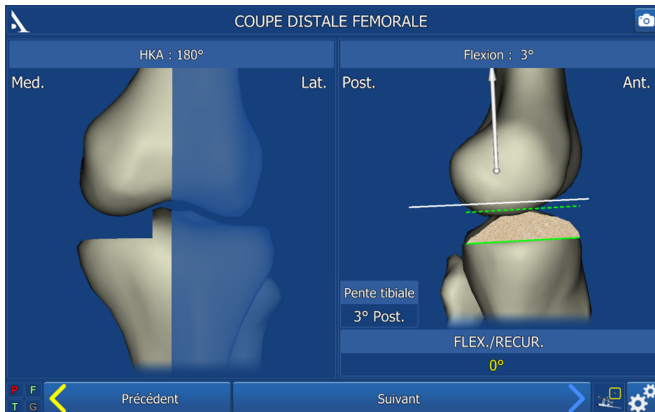 COUPE DISTALE FEMORALE
HKA : 180°
Flexion : 3°
Med.
Lat.
Post.
Ant.
Pente tibiale
3° Post.
FLEX./RECUR.
0°
P F
T G
Précédent
Suivant